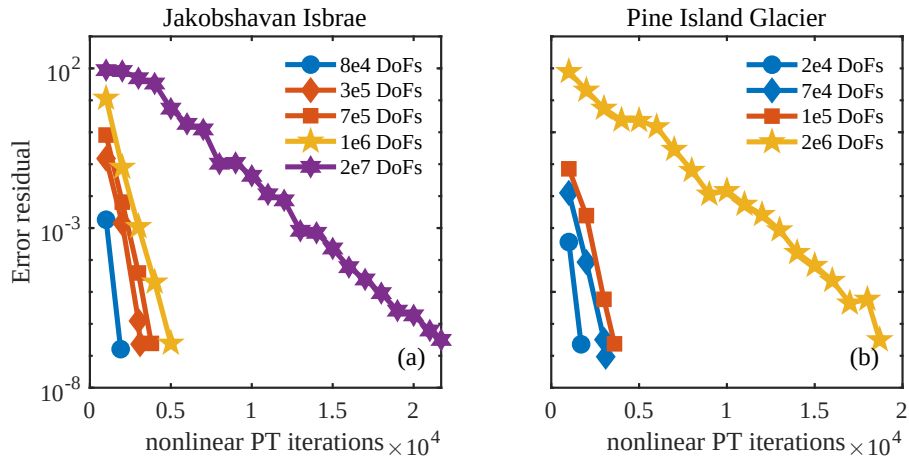 Jakobshavan Isbrae
Pine Island Glacier
Error residual
10^2
10^-3
10^-8
8e4 DoFs
3e5 DoFs
7e5 DoFs
1e6 DoFs
2e7 DoFs
(a)
0 0.5 1 1.5 2
nonlinear PT iterations ×10^4
2e4 DoFs
7e4 DoFs
1e5 DoFs
2e6 DoFs
(b)
0 0.5 1 1.5 2
nonlinear PT iterations ×10^4